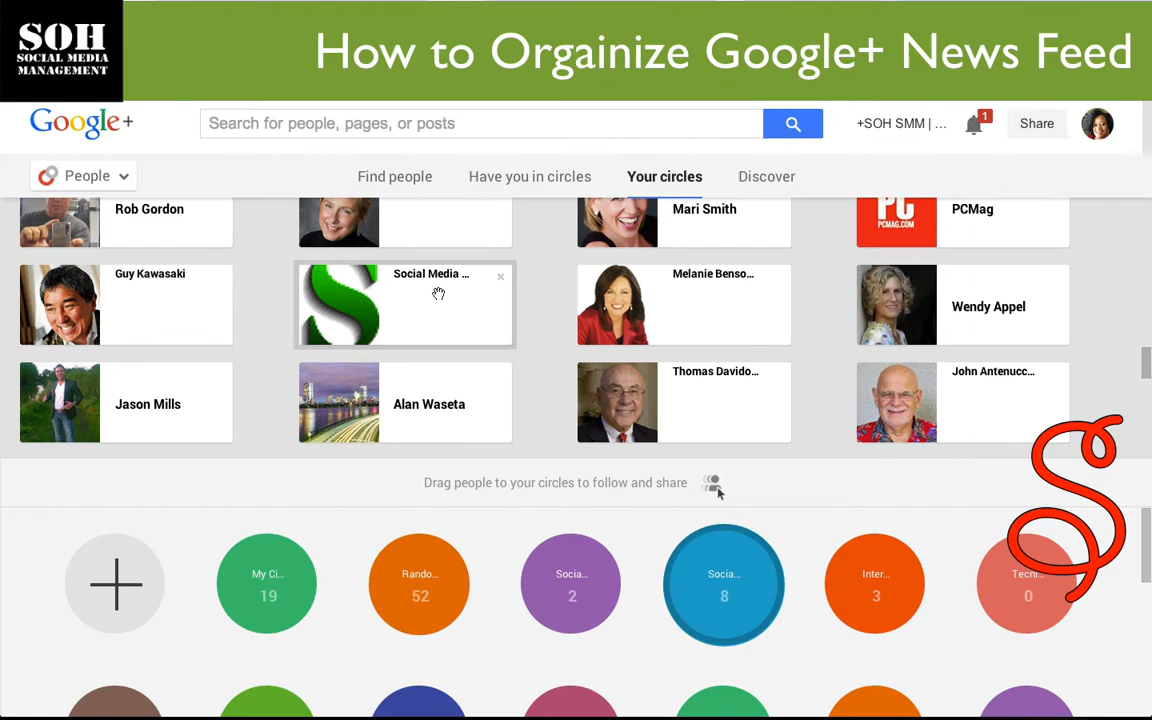 SOH
SOCIAL MEDIA
MANAGEMENT
How to Orgainize Google+ News Feed
Google+
Search for people, pages, or posts
+SOH SMM | ...
1
Share
People
Find people
Have you in circles
Your circles
Discover
Rob Gordon
Mari Smith
PC
PCMAG.COM
PCMag
Guy Kawasaki
S
Social Media ...
Melanie Benso...
Wendy Appel
Jason Mills
Alan Waseta
Thomas Davido...
John Antenucc...
Drag people to your circles to follow and share
My Ci...
19
Rando...
52
Socia...
2
Socia...
8
Inter...
3
Techi...
0
S